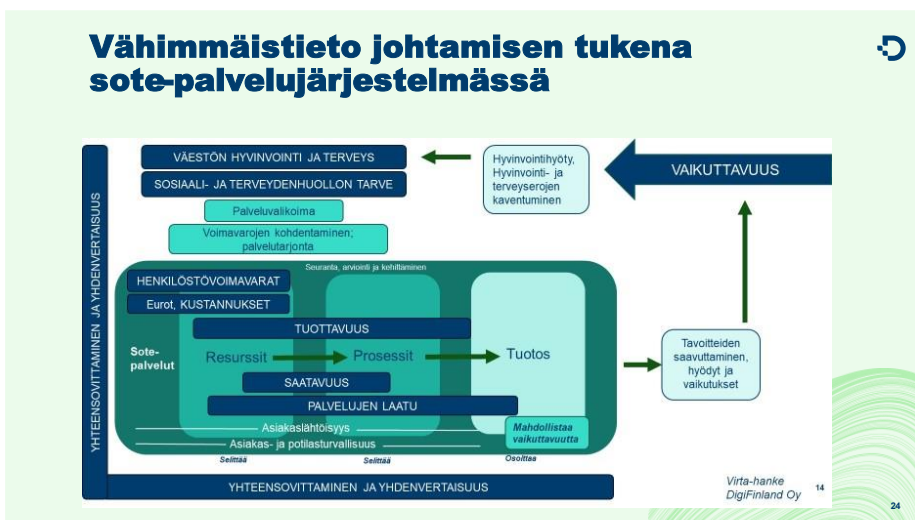 Vähimmäistieto johtamisen tukena
sote-palvelujärjestelmässä
VÄESTÖN HYVINVOINTI JA TERVEYS
SOSIAALI- JA TERVEYDENHUOLLON TARVE
Palveluvalikoima
Voimavarojen kohdentaminen;
palvelutarjonta
Hyvinvointihyöty,
Hyvinvointi- ja
terveyserojen
kaventuminen
VAIKUTTAVUUS
YHTEENSOVITTAMINEN JA YHDENVERTAISUUS
Seuranta, arviointi ja kehittäminen
HENKILÖSTÖVOIMAVARAT
Eurot, KUSTANNUKSET
TUOTTAVUUS
Sote-
palvelut
Resurssit
Prosessit
Tuotos
SAATAVUUS
PALVELUJEN LAATU
Asiakaslähtöisyys
Asiakas- ja potilasturvallisuus
Mahdollistaa
vaikuttavuutta
Selittää
Selittää
Osoittaa
Tavoitteiden
saavuttaminen,
hyödyt ja
vaikutukset
YHTEENSOVITTAMINEN JA YHDENVERTAISUUS
Virta-hanke
DigiFinland Oy
14
24